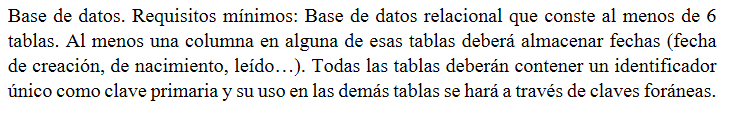 Base de datos. Requisitos mínimos: Base de datos relacional que conste al menos de 6
tablas. Al menos una columna en alguna de esas tablas deberá almacenar fechas (fecha
de creación, de nacimiento, leído…). Todas las tablas deberán contener un identificador
único como clave primaria y su uso en las demás tablas se hará a través de claves foráneas.